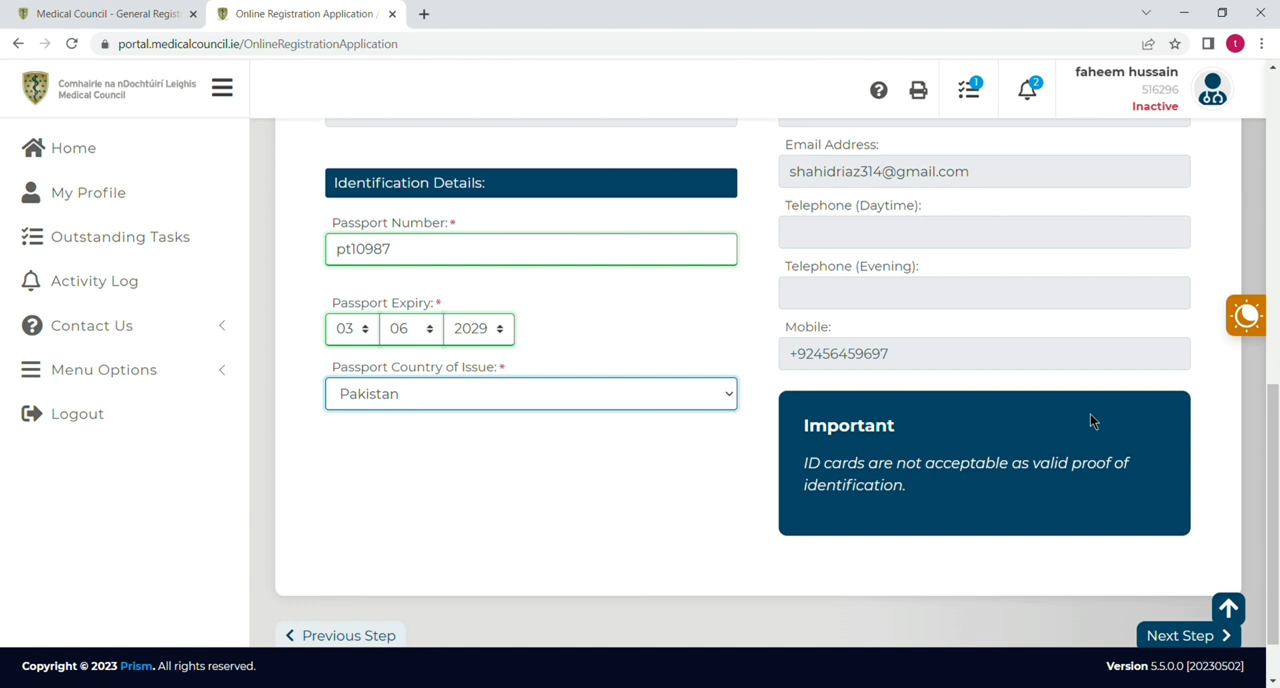 Medical Council - General Regist
Online Registration Application /
portal.medicalcouncil.ie/OnlineRegistrationApplication
t
Comhairle na nDochtúirí Leighis
Medical Council
1
2
faheem hussain
516296
Inactive
Home
My Profile
Outstanding Tasks
Activity Log
Contact Us
Menu Options
Logout
Identification Details:
Passport Number:*
pt10987
Passport Expiry:*
03 06 2029
Passport Country of Issue:*
Pakistan
Email Address:
shahidriaz314@gmail.com
Telephone (Daytime):
Telephone (Evening):
Mobile:
+92456459697
Important
ID cards are not acceptable as valid proof of
identification.
Previous Step
Next Step
Copyright © 2023 Prism. All rights reserved.
Version 5.5.0.0 [20230502]